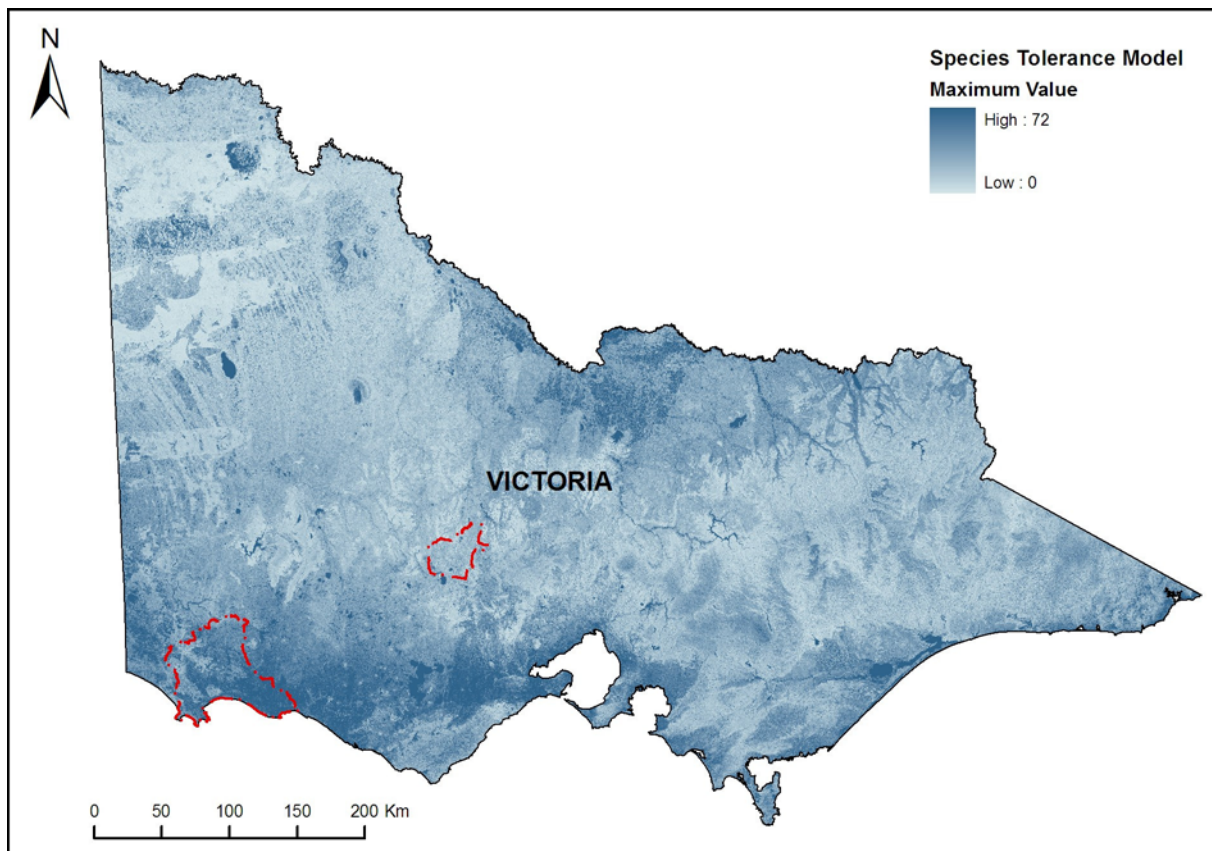 N
Species Tolerance Model
Maximum Value
High : 72
Low : 0
VICTORIA
0 50 100 150 200 Km